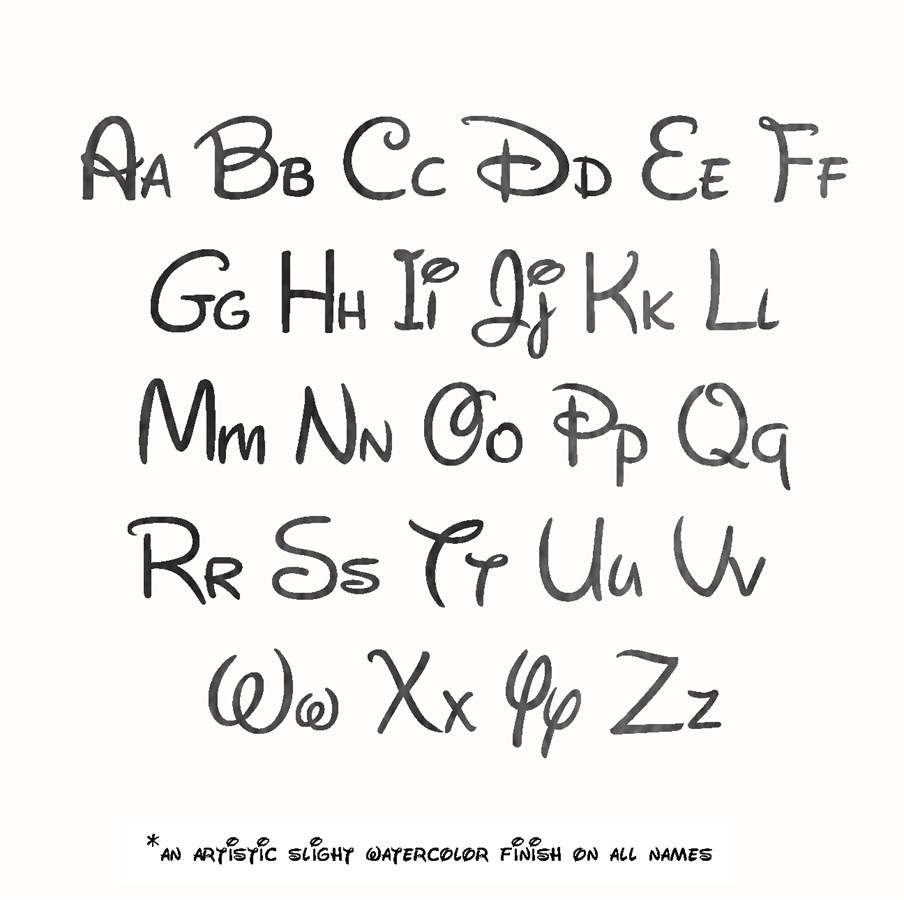 Aa Bb Cc Dd Ee Ff
Gg Hh Ii Jj Kk Ll
Mm Nn Oo Pp Qq
Rr Ss Tt Uu Vv
Ww Xx Yy Zz
*an artistic slight watercolor finish on all names